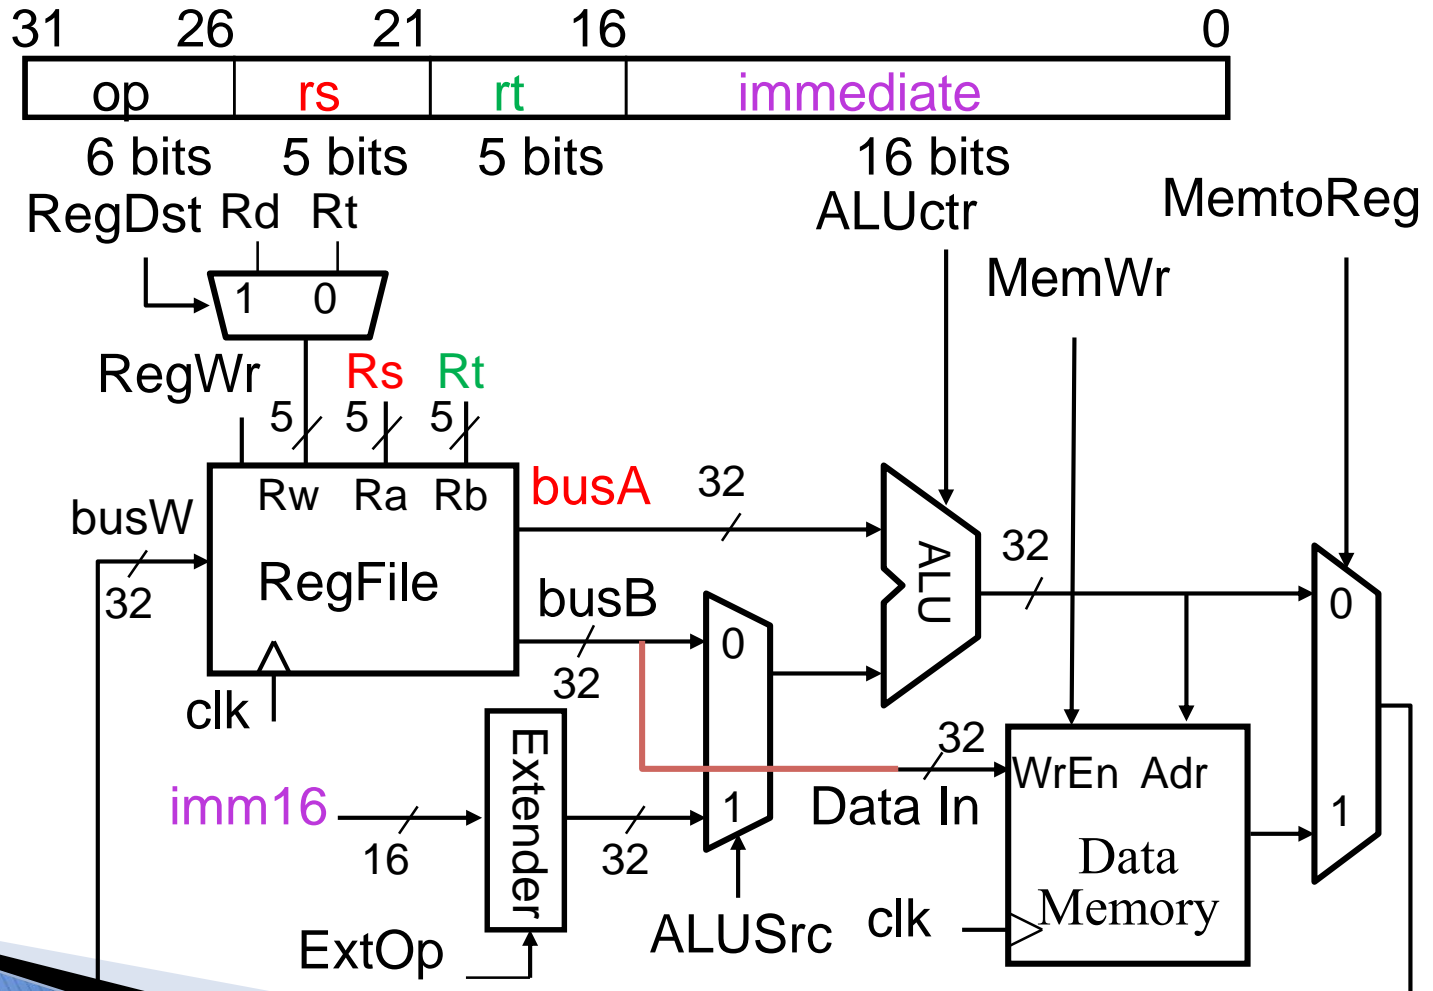 31 26 21 16 0
op rs rt immediate
6 bits 5 bits 5 bits 16 bits
RegDst Rd Rt ALUctr MemtoReg
1 0 MemWr
RegWr Rs Rt
5 5 5
Rw Ra Rb busA 32
busW
32 RegFile busB ALU 32 0
32 0
clk
Extender 32 WrEn Adr
imm16 1 Data In 1
16 32 Data
Memory
ExtOp ALUSrc clk